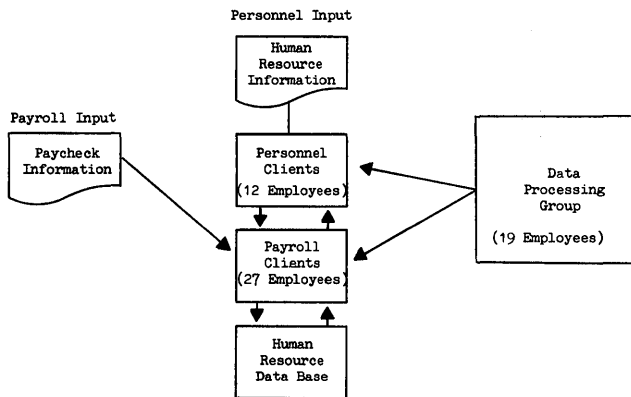 Personnel Input
Human
Resource
Information
Payroll Input
Paycheck
Information
Personnel
Clients
(12 Employees)
Data
Processing
Group
(19 Employees)
Payroll
Clients
(27 Employees)
Human
Resource
Data Base